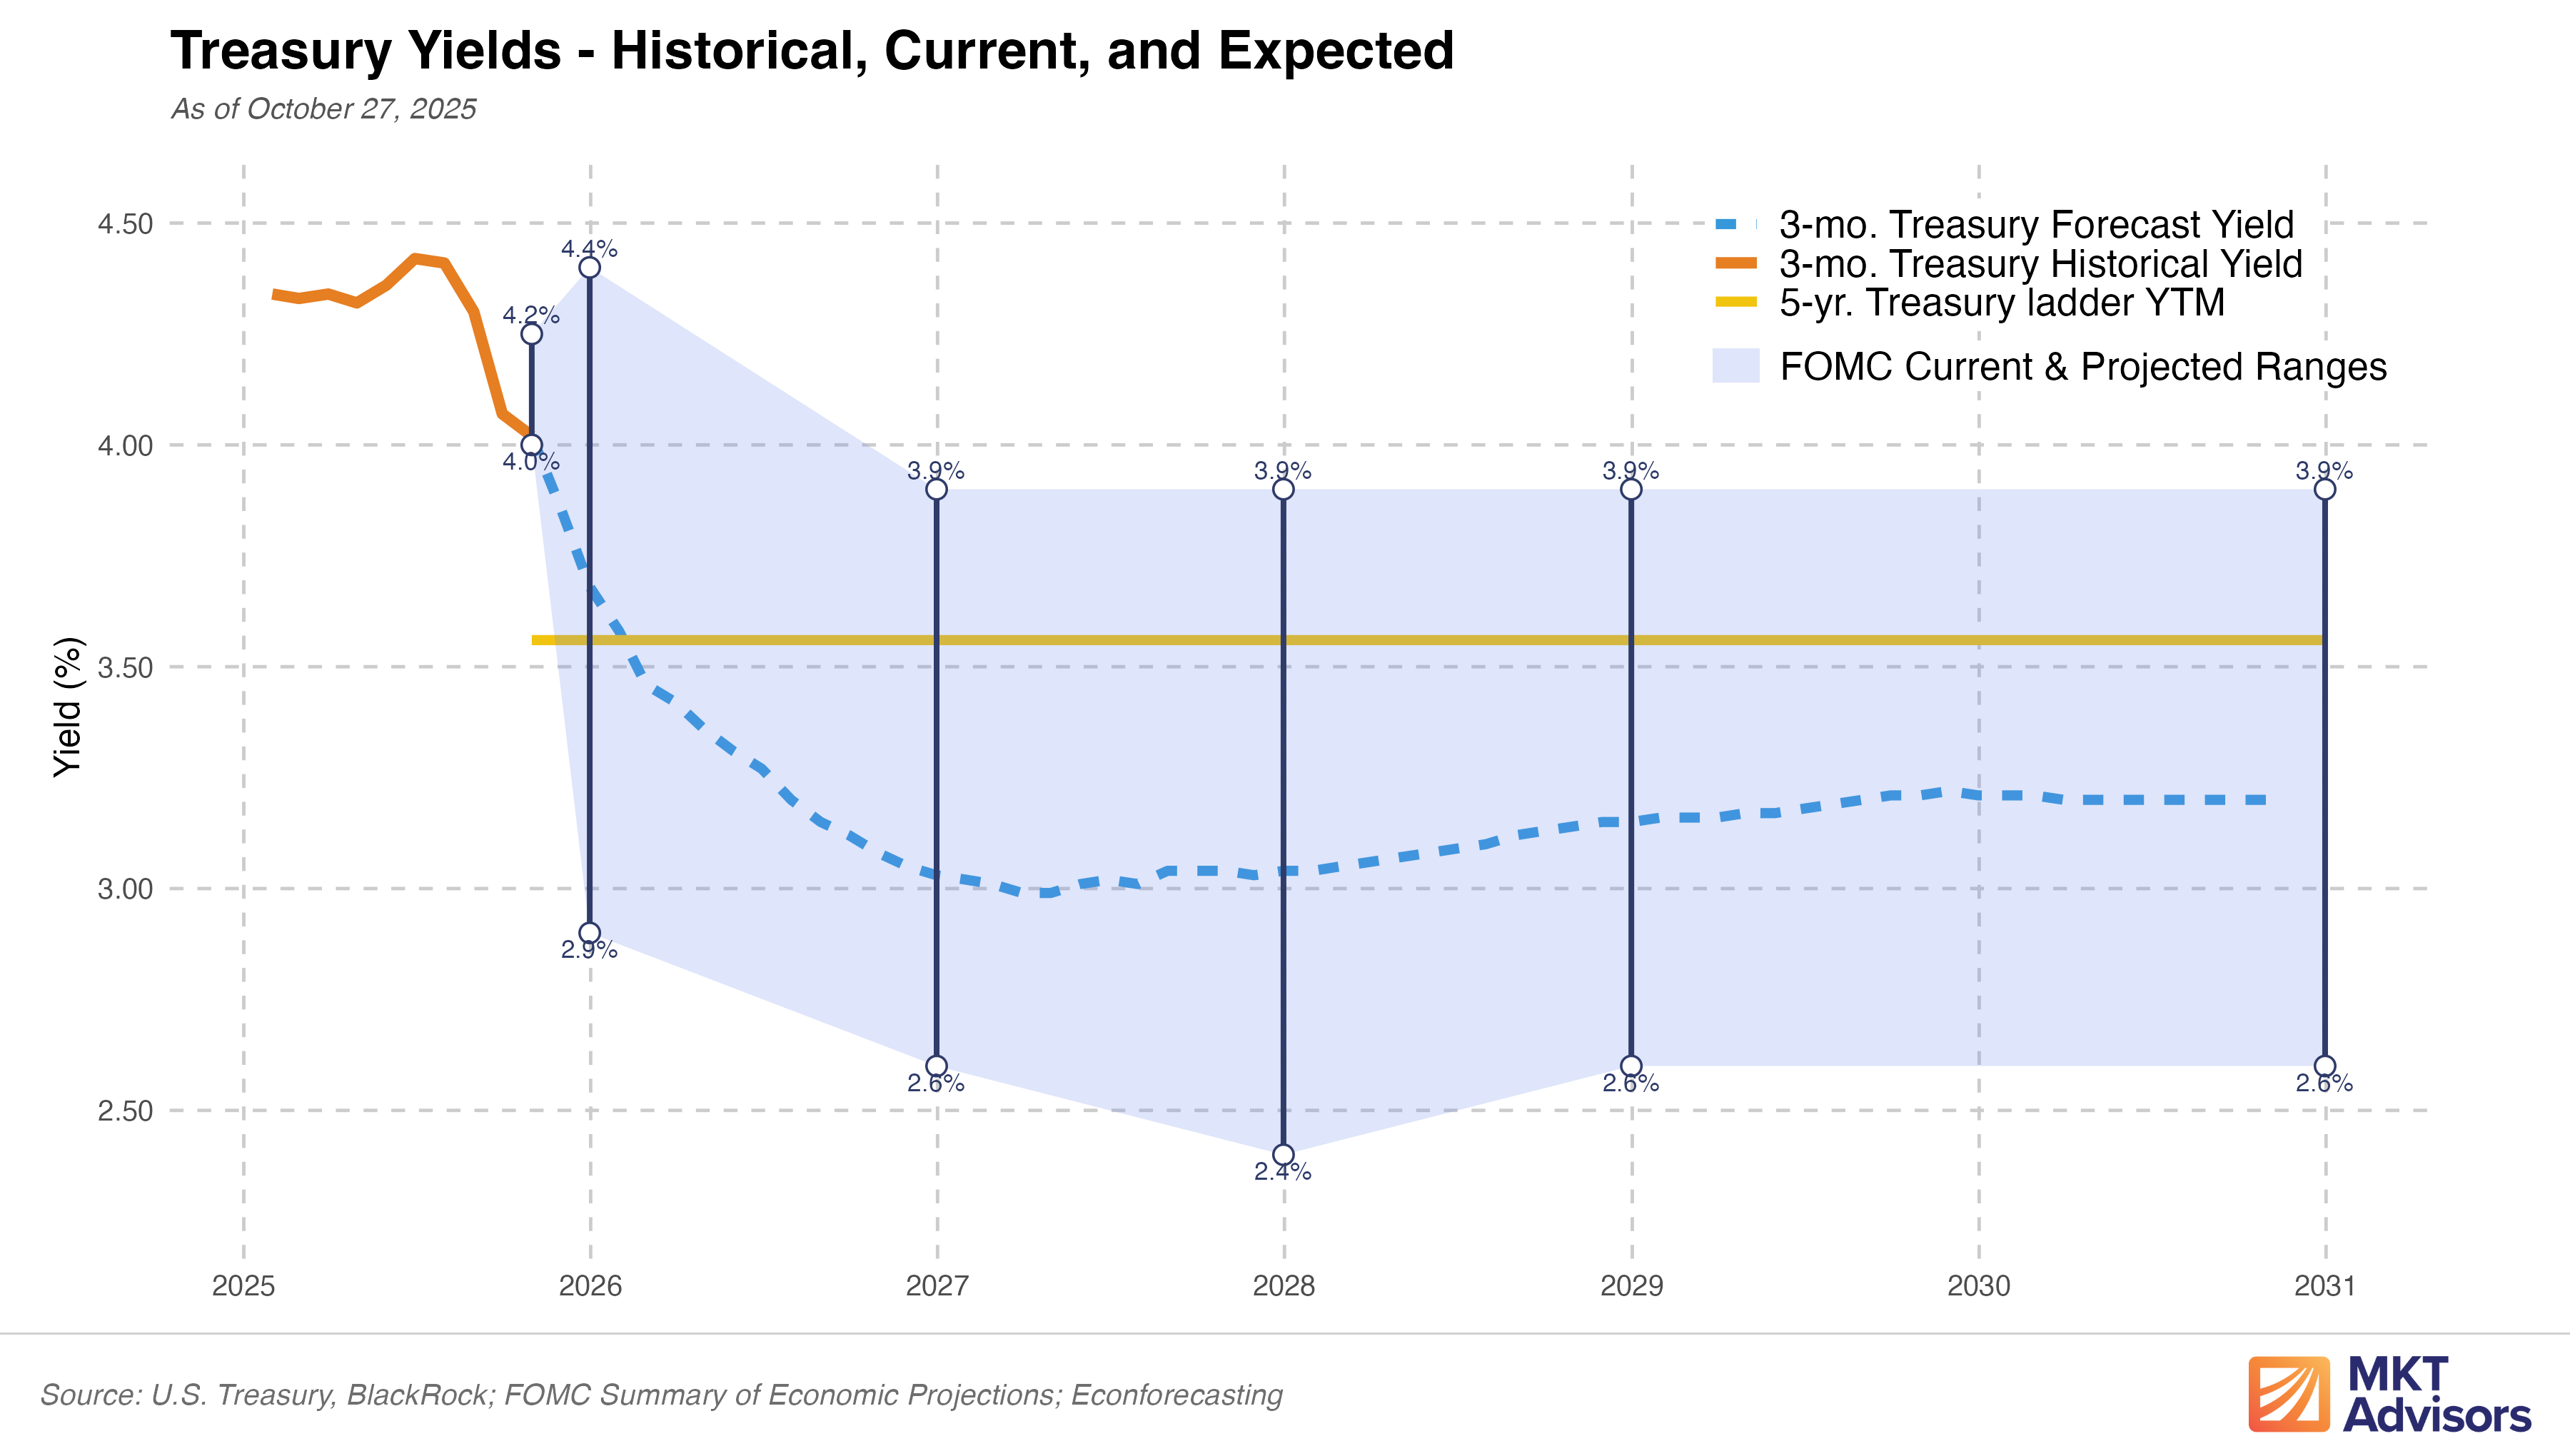 Treasury Yields - Historical, Current, and Expected
As of October 27, 2025
3-mo. Treasury Forecast Yield
3-mo. Treasury Historical Yield
5-yr. Treasury ladder YTM
FOMC Current & Projected Ranges
Yield (%)
4.50
4.00
3.50
3.00
2.50
4.2%
4.0%
4.4%
2.9%
3.9%
2.6%
3.9%
2.4%
3.9%
2.6%
3.9%
2.6%
2025
2026
2027
2028
2029
2030
2031
Source: U.S. Treasury, BlackRock; FOMC Summary of Economic Projections; Econforecasting
MKT
Advisors